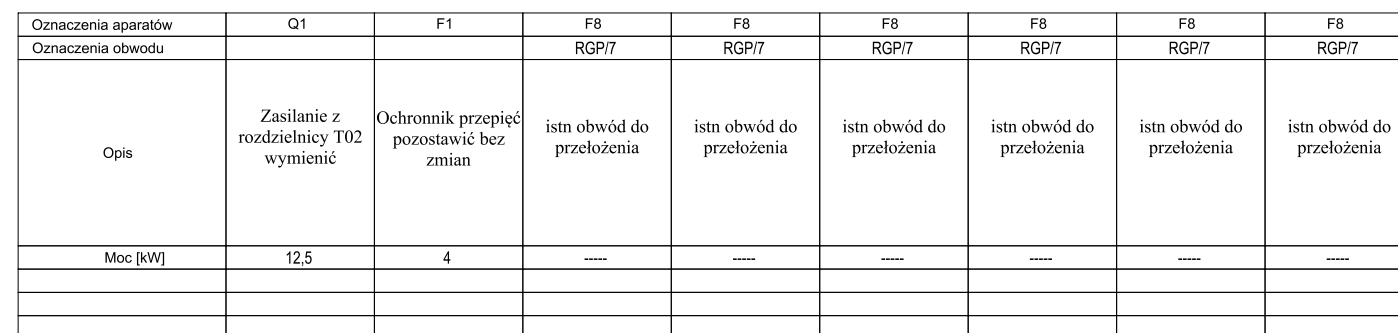 Oznaczenia aparatów Q1 F1 F8 F8 F8 F8 F8 F8
Oznaczenia obwodu RGP/7 RGP/7 RGP/7 RGP/7 RGP/7 RGP/7
Opis
Zasilanie z
rozdzielnicy T02
wymienić
Ochronnik przepięć
pozostawić bez
zmian
istn obwód do
przełożenia
istn obwód do
przełożenia
istn obwód do
przełożenia
istn obwód do
przełożenia
istn obwód do
przełożenia
istn obwód do
przełożenia
Moc [kW] 12,5 4 ----- ----- ----- ----- ----- -----